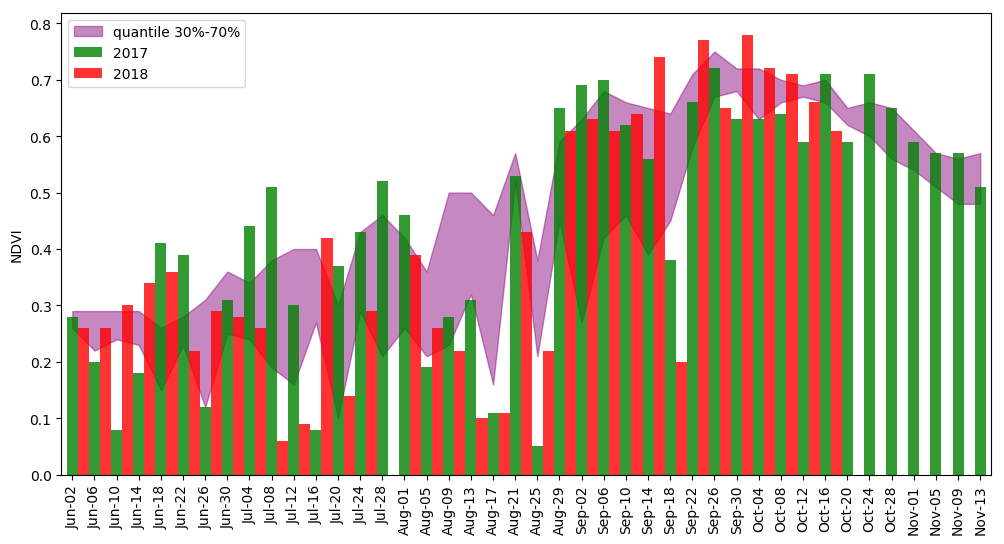 quantile 30%-70%
2017
2018
NDVI
0.8
0.7
0.6
0.5
0.4
0.3
0.2
0.1
0.0
Jun-02
Jun-06
Jun-10
Jun-14
Jun-18
Jun-22
Jun-26
Jun-30
Jul-04
Jul-08
Jul-12
Jul-16
Jul-20
Jul-24
Jul-28
Aug-01
Aug-05
Aug-09
Aug-13
Aug-17
Aug-21
Aug-25
Aug-29
Sep-02
Sep-06
Sep-10
Sep-14
Sep-18
Sep-22
Sep-26
Sep-30
Oct-04
Oct-08
Oct-12
Oct-16
Oct-20
Oct-24
Oct-28
Nov-01
Nov-05
Nov-09
Nov-13